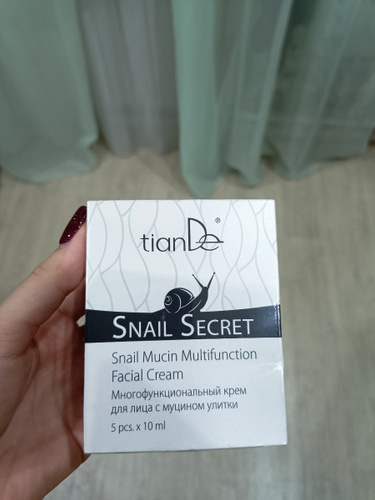 tianDe®
SNAIL SECRET
Snail Mucin Multifunction
Facial Cream
Многофункциональный крем
для лица с муцином улитки
5 pcs. x 10 ml